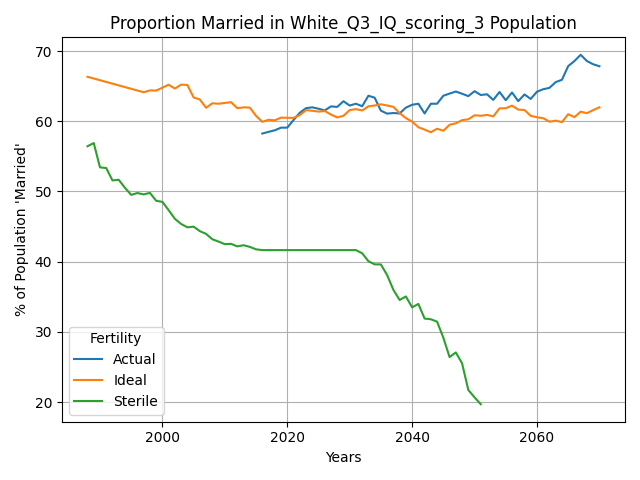 Proportion Married in White_Q3_IQ_scoring_3 Population
% of Population 'Married'
70
60
50
40
30
20
Fertility
Actual
Ideal
Sterile
2000 2020 2040 2060
Years